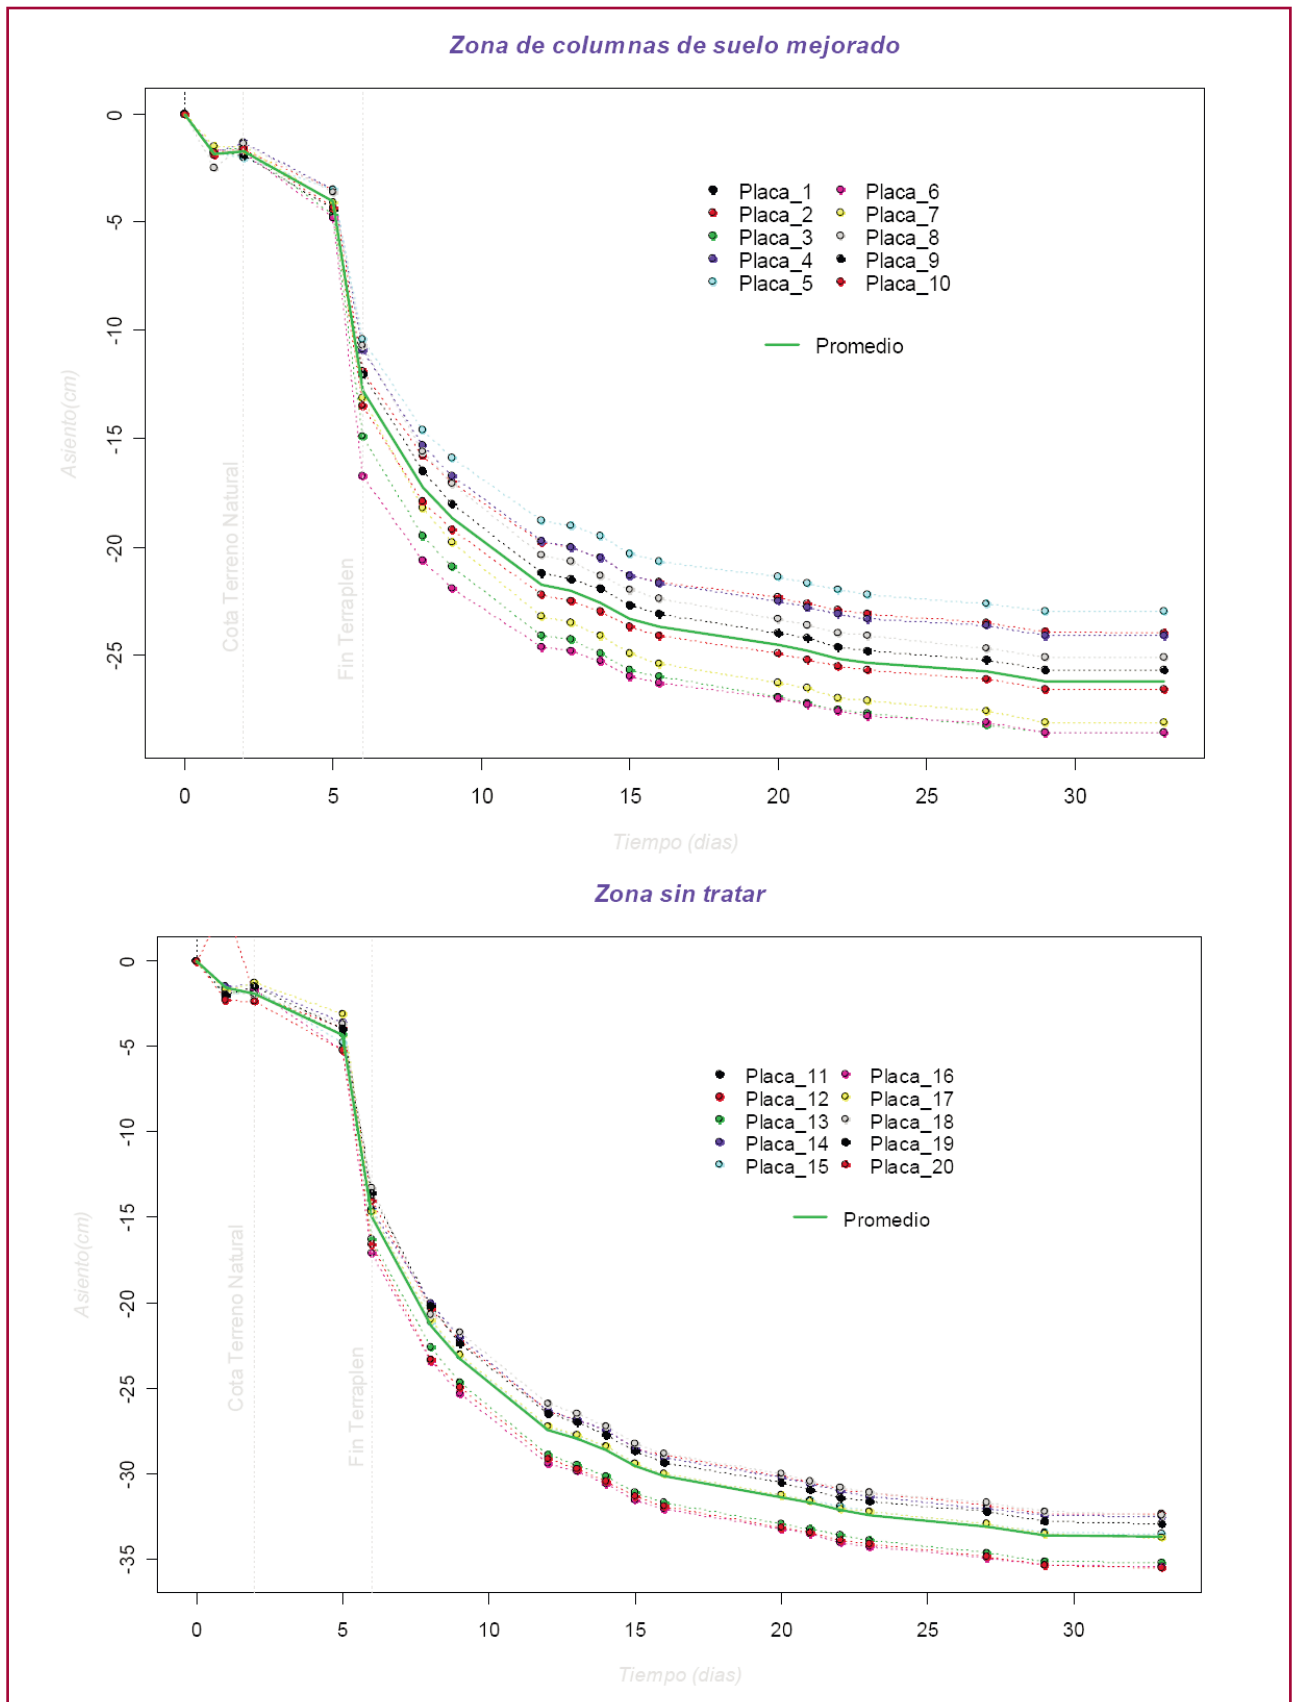 Zona de columnas de suelo mejorado
0
-5
-10
-15
-20
-25
Asiento(cm)
Cota Terreno Natural
Fin Terraplen
Placa_1 Placa_6
Placa_2 Placa_7
Placa_3 Placa_8
Placa_4 Placa_9
Placa_5 Placa_10
Promedio
0 5 10 15 20 25 30
Tiempo (dias)
Zona sin tratar
0
-5
-10
-15
-20
-25
-30
-35
Asiento(cm)
Cota Terreno Natural
Fin Terraplen
Placa_11 Placa_16
Placa_12 Placa_17
Placa_13 Placa_18
Placa_14 Placa_19
Placa_15 Placa_20
Promedio
0 5 10 15 20 25 30
Tiempo (dias)